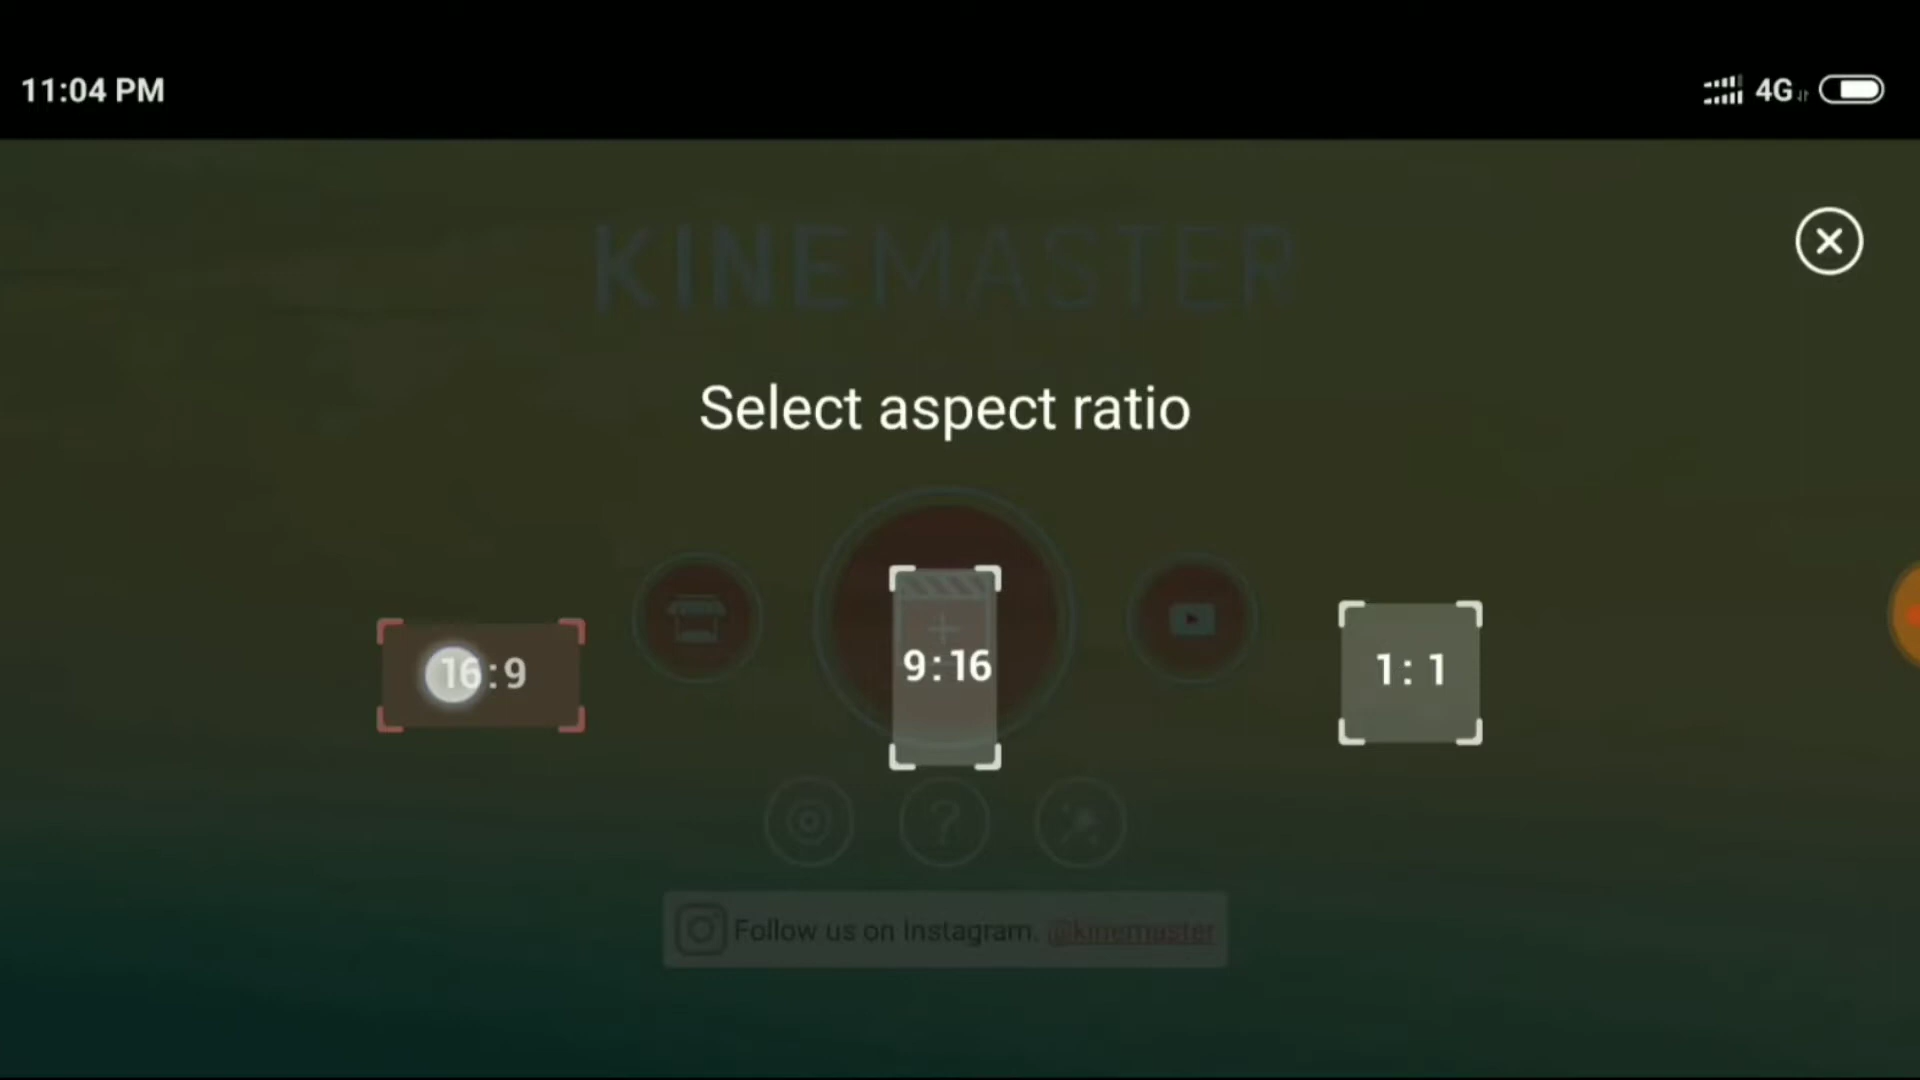 11:04 PM
4G
KINEMASTER
Select aspect ratio
16:9
9:16
1:1
Follow us on Instagram. @kinemaster